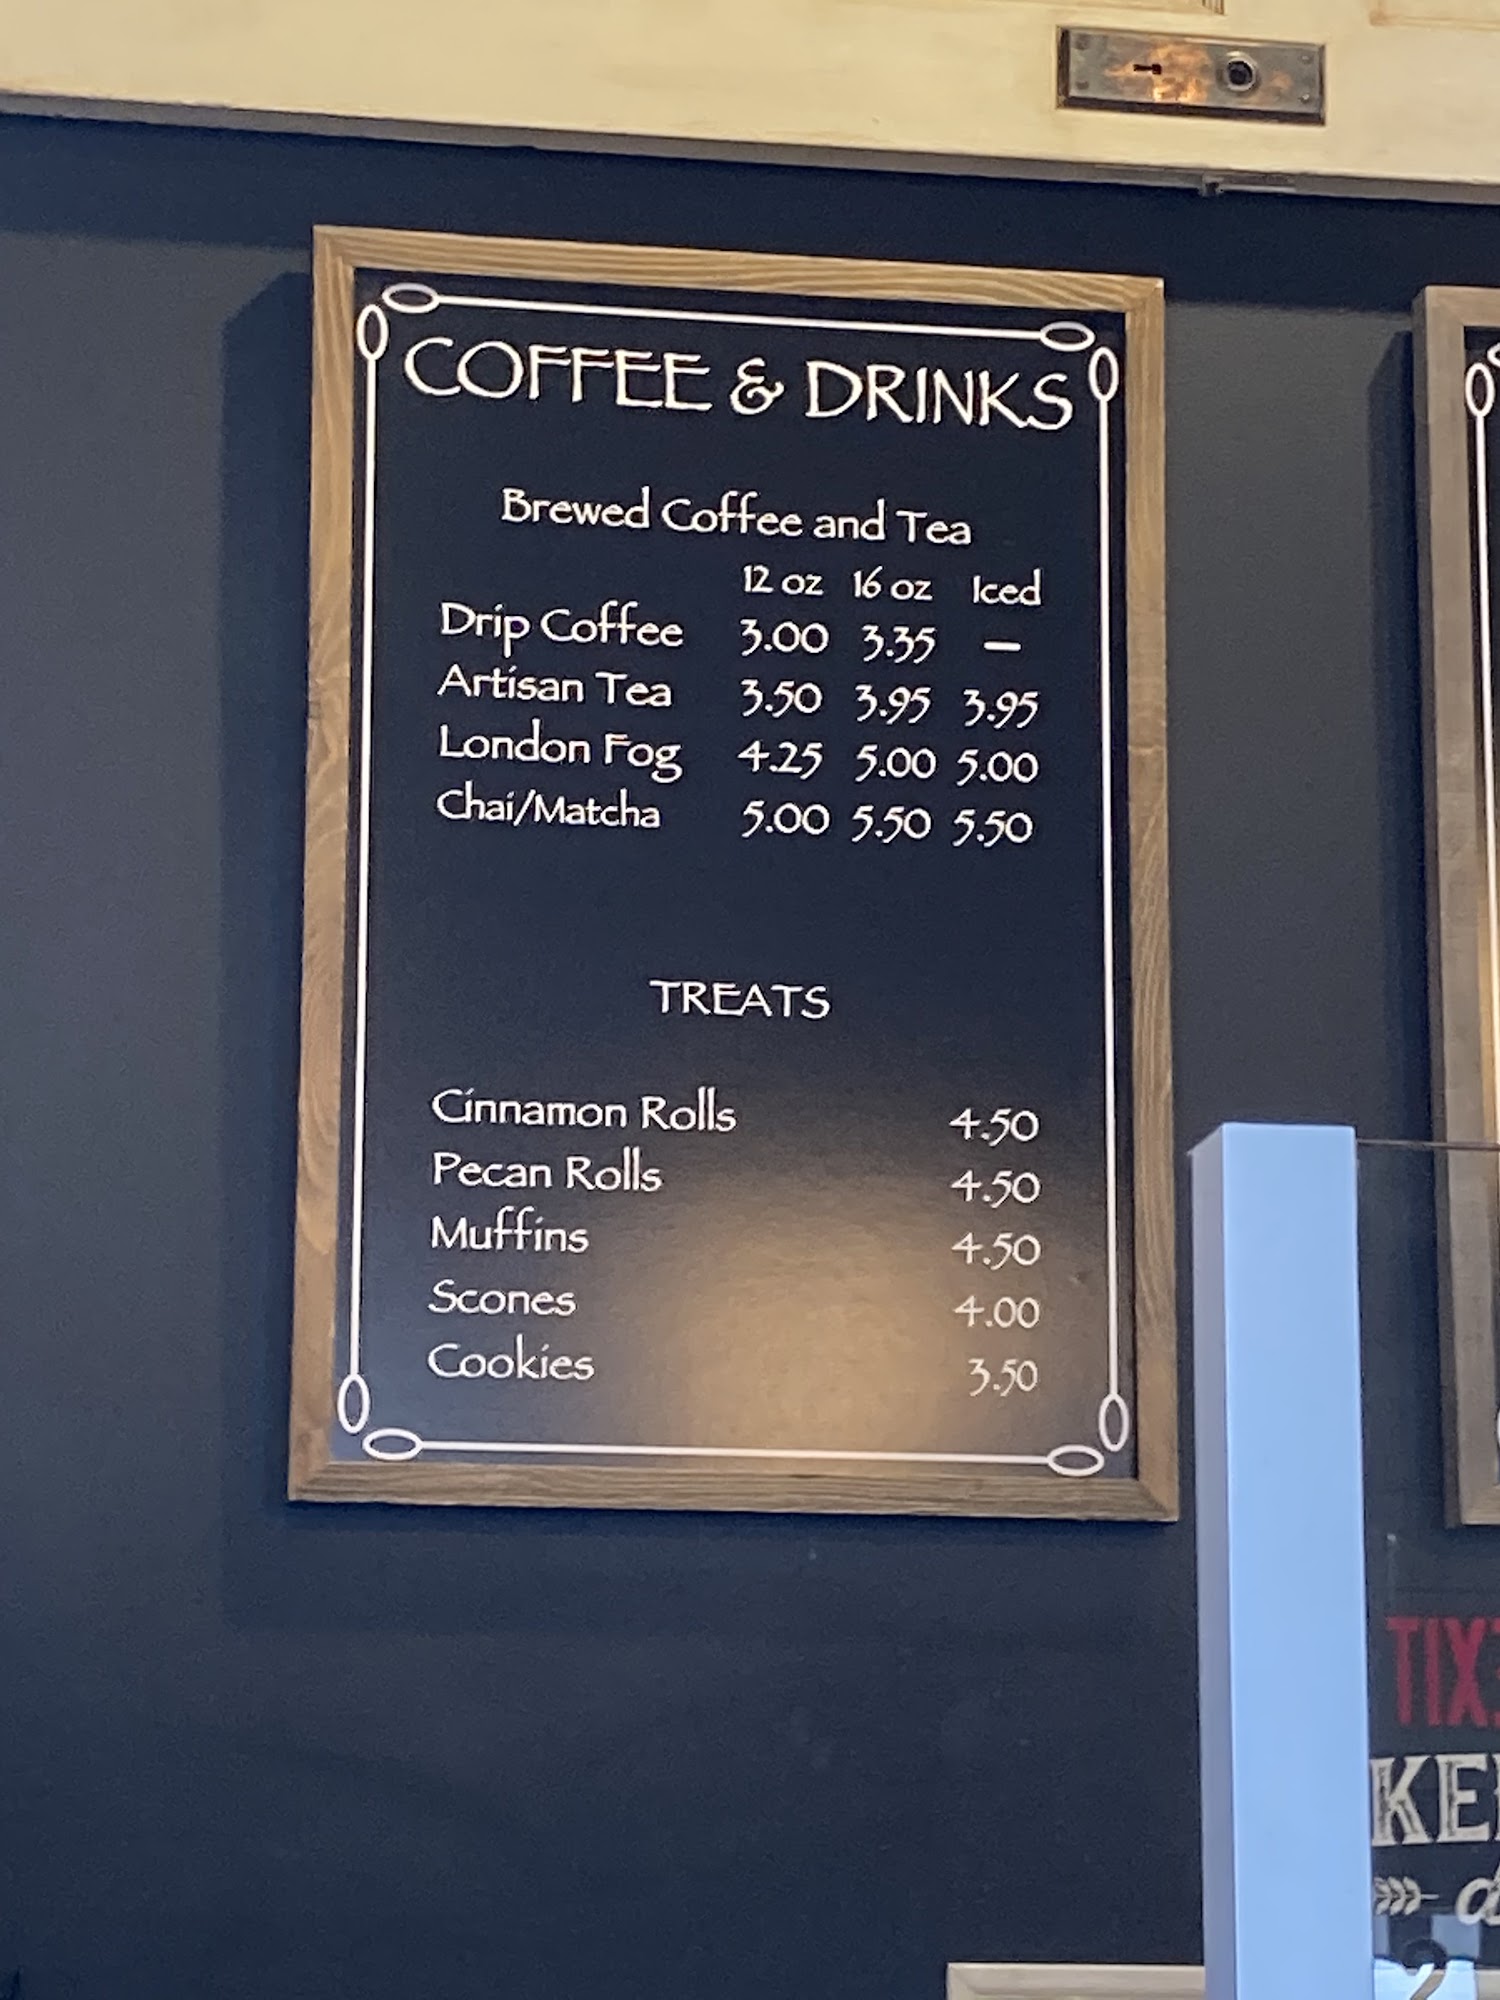 COFFEE & DRINKS
Brewed Coffee and Tea
12 oz 16 oz Iced
Drip Coffee 3.00 3.35 —
Artisan Tea 3.50 3.95 3.95
London Fog 4.25 5.00 5.00
Chai/Matcha 5.00 5.50 5.50
TREATS
Cinnamon Rolls 4.50
Pecan Rolls 4.50
Muffins 4.50
Scones 4.00
Cookies 3.50